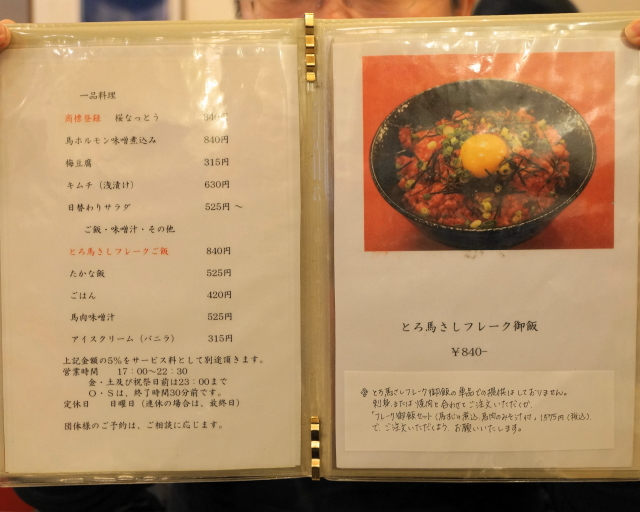 一品料理
商標登録 桜なっとう 840円
馬ホルモン味噌煮込み 840円
梅豆腐 315円
キムチ（浅漬け） 630円
日替わりサラダ 525円 〜
ご飯・味噌汁・その他
とろ馬さしフレークご飯 840円
たかな飯 525円
ごはん 420円
馬肉味噌汁 525円
アイスクリーム（バニラ） 315円
上記金額の5％をサービス料として別途頂きます。
営業時間 17：00〜22：30
金・土及び祝祭日前は23：00まで
O・Sは、終了時間30分前です。
定休日 日曜日（連休の場合は、最終日）
団体様のご予約は、ご相談に応じます。
とろ馬さしフレーク御飯
￥840-
※ とろ馬さしフレーク御飯の単品での提供はしておりません。
刺身または焼肉と合わせてご注文いただくか、
「フレーク御飯セット（馬ホルモン煮込、馬肉のみそ汁付）」1575円（税込）
で、ご注文いただくよう、お願いいたします。